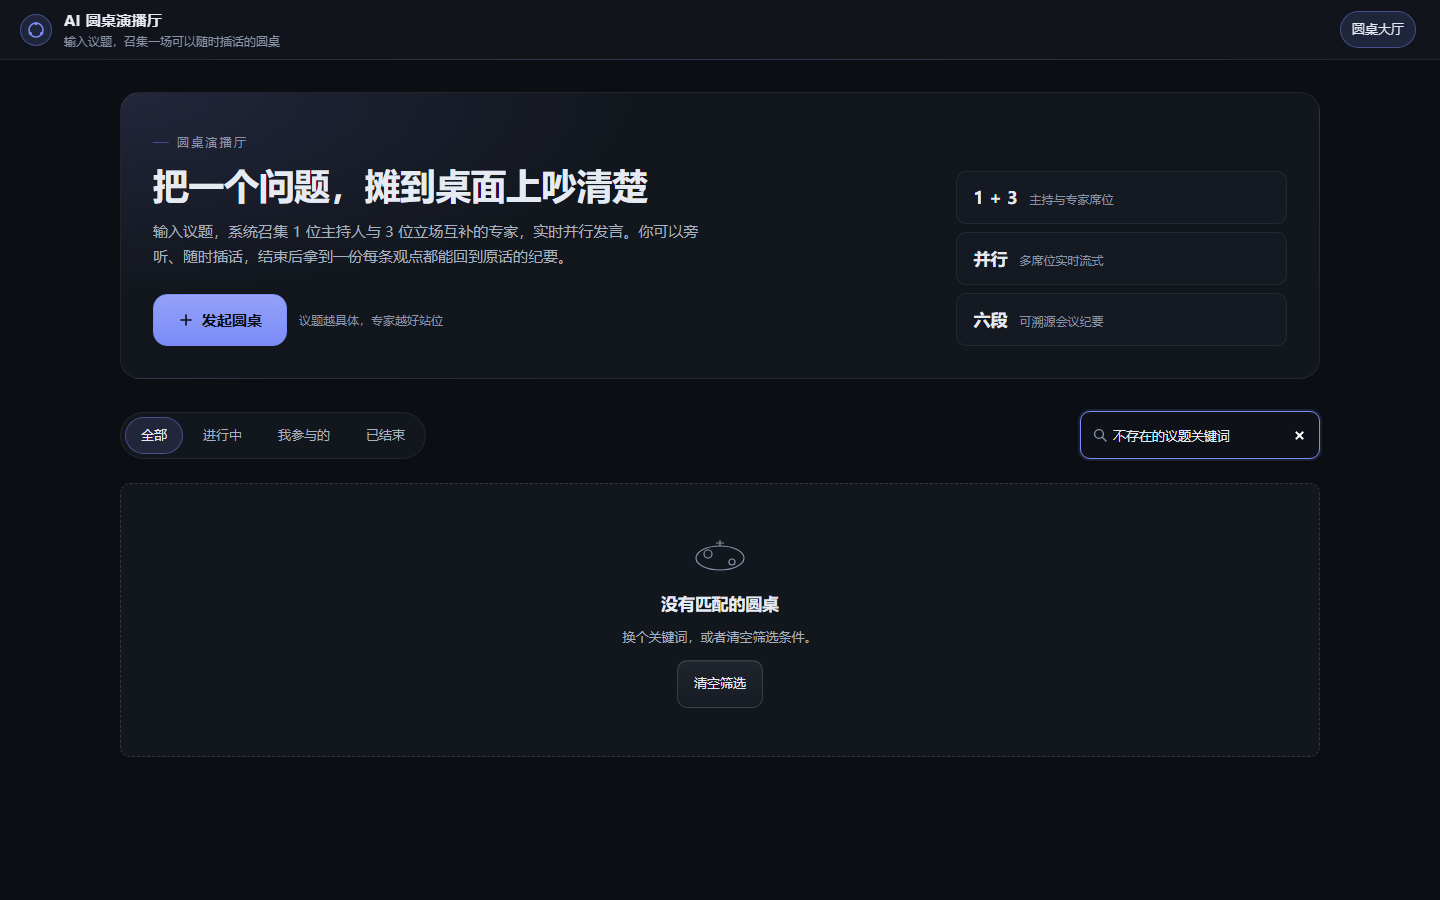 AI 圆桌演播厅
输入议题，召集一场可以随时插话的圆桌
圆桌大厅
圆桌演播厅
把一个问题，摊到桌面上吵清楚
输入议题，系统召集 1 位主持人与 3 位立场互补的专家，实时并行发言。你可以旁
听、随时插话，结束后拿到一份每条观点都能回到原话的纪要。
+ 发起圆桌 议题越具体，专家越好站位
1 + 3 主持与专家席位
并行 多席位实时流式
六段 可溯源会议纪要
全部 进行中 我参与的 已结束
不存在的议题关键词 ×
没有匹配的圆桌
换个关键词，或者清空筛选条件。
清空筛选